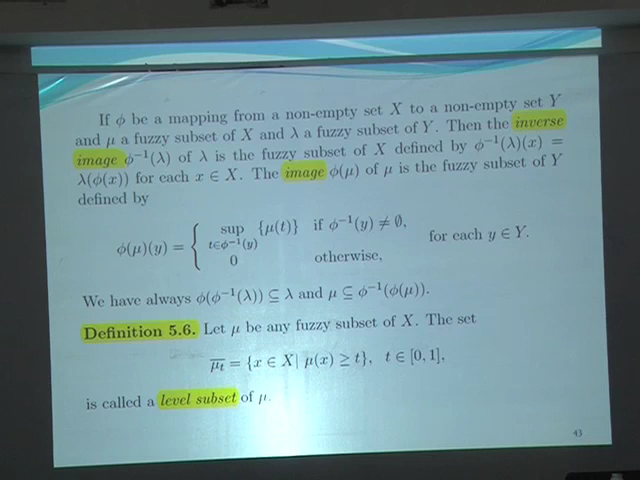 If ϕ be a mapping from a non-empty set X to a non-empty set Y
and μ a fuzzy subset of X and λ a fuzzy subset of Y. Then the inverse
image ϕ⁻¹(λ) of λ is the fuzzy subset of X defined by ϕ⁻¹(λ)(x) =
λ(ϕ(x)) for each x ∈ X. The image ϕ(μ) of μ is the fuzzy subset of Y
defined by
ϕ(μ)(y) = { sup {μ(t)} if ϕ⁻¹(y) ≠ ∅,
t∈ϕ⁻¹(y)
for each y ∈ Y.
0 otherwise,
We have always ϕ(ϕ⁻¹(λ)) ⊆ λ and μ ⊆ ϕ⁻¹(ϕ(μ)).
Definition 5.6. Let μ be any fuzzy subset of X. The set
μ̅ₜ = {x ∈ X| μ(x) ≥ t}, t ∈ [0, 1],
is called a level subset of μ.
43